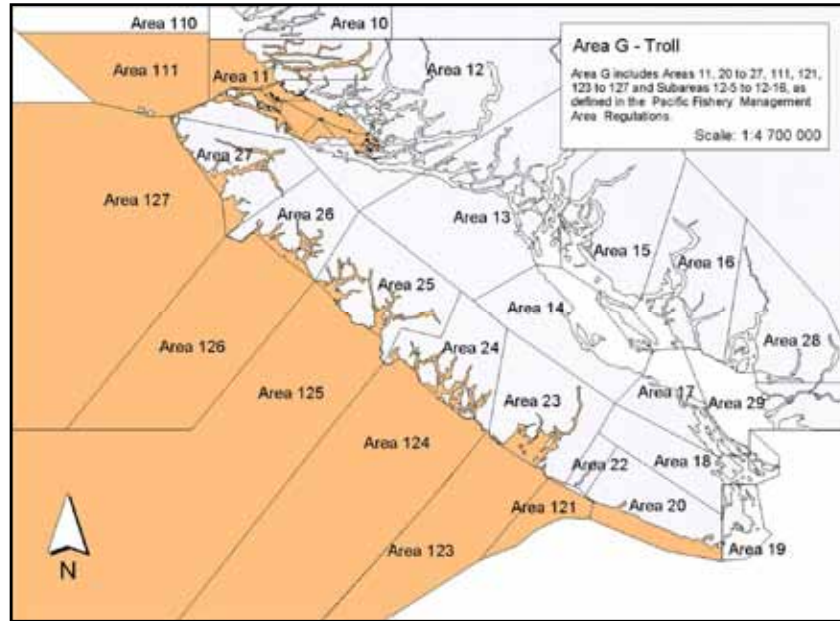 Area 110
Area 10
Area 111
Area 11
Area 12
Area G - Troll
Area G includes Areas 11, 20 to 27, 111, 121,
123 to 127 and Subareas 12-5 to 12-16, as
defined in the Pacific Fishery Management
Area Regulations.
Scale: 1:4 700 000
Area 27
Area 127
Area 26
Area 13
Area 15
Area 16
Area 25
Area 14
Area 28
Area 126
Area 24
Area 125
Area 17
Area 29
Area 23
Area 124
Area 22
Area 18
Area 121
Area 20
Area 123
Area 19
N